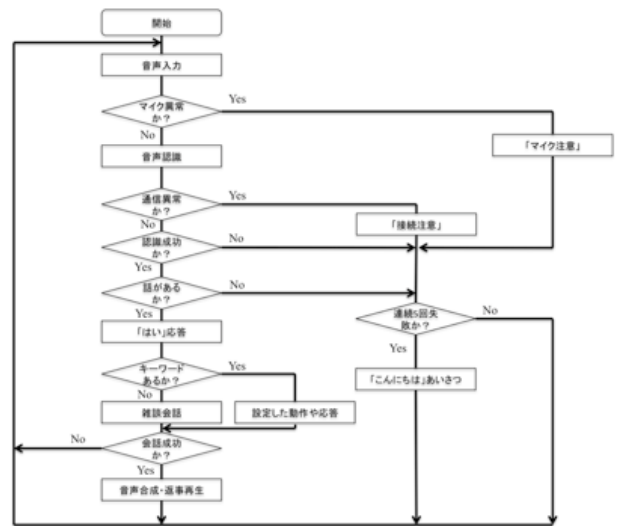 開始
音声入力
マイク異常
か？
Yes
No
「マイク注意」
音声認識
通信異常
か？
Yes
No
「接続注意」
認識成功
か？
No
Yes
話がある
か？
No
Yes
連続5回失
敗か？
No
Yes
「はい」応答
キーワード
あるか？
Yes
No
「こんにちは」あいさつ
雑談会話
設定した動作や応答
会話成功
か？
No
Yes
音声合成・返事再生